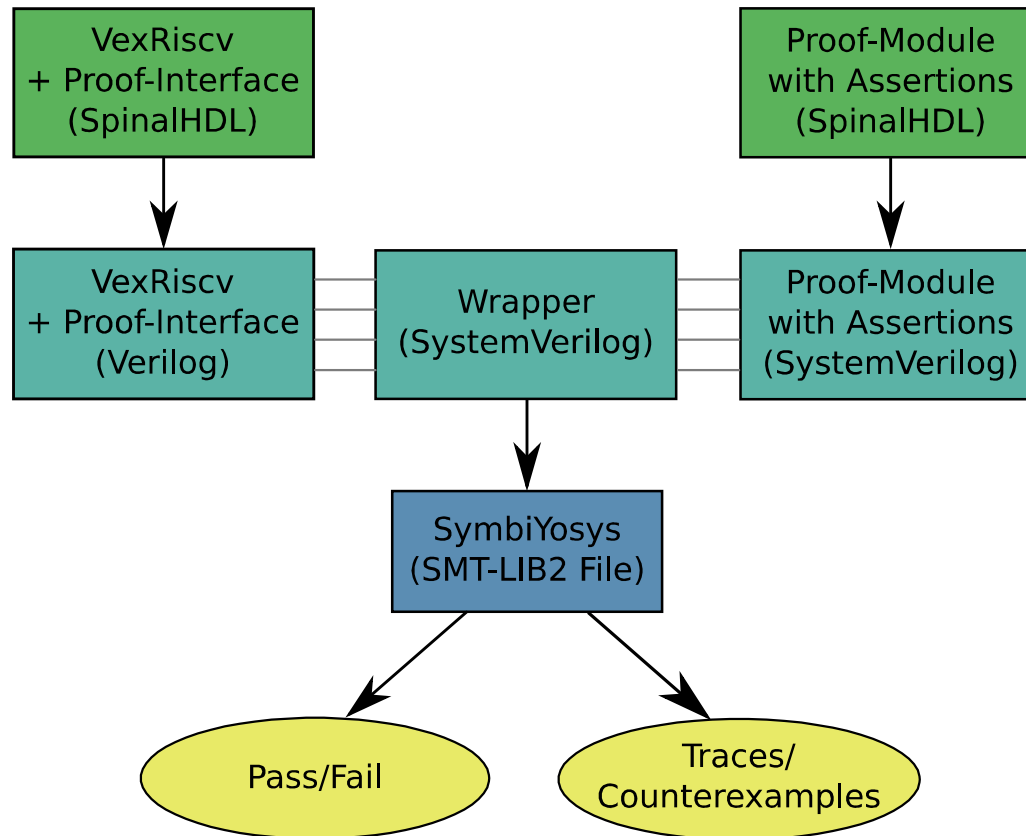 VexRiscv
+ Proof-Interface
(SpinalHDL)
Proof-Module
with Assertions
(SpinalHDL)
VexRiscv
+ Proof-Interface
(Verilog)
Wrapper
(SystemVerilog)
Proof-Module
with Assertions
(SystemVerilog)
SymbiYosys
(SMT-LIB2 File)
Pass/Fail
Traces/
Counterexamples